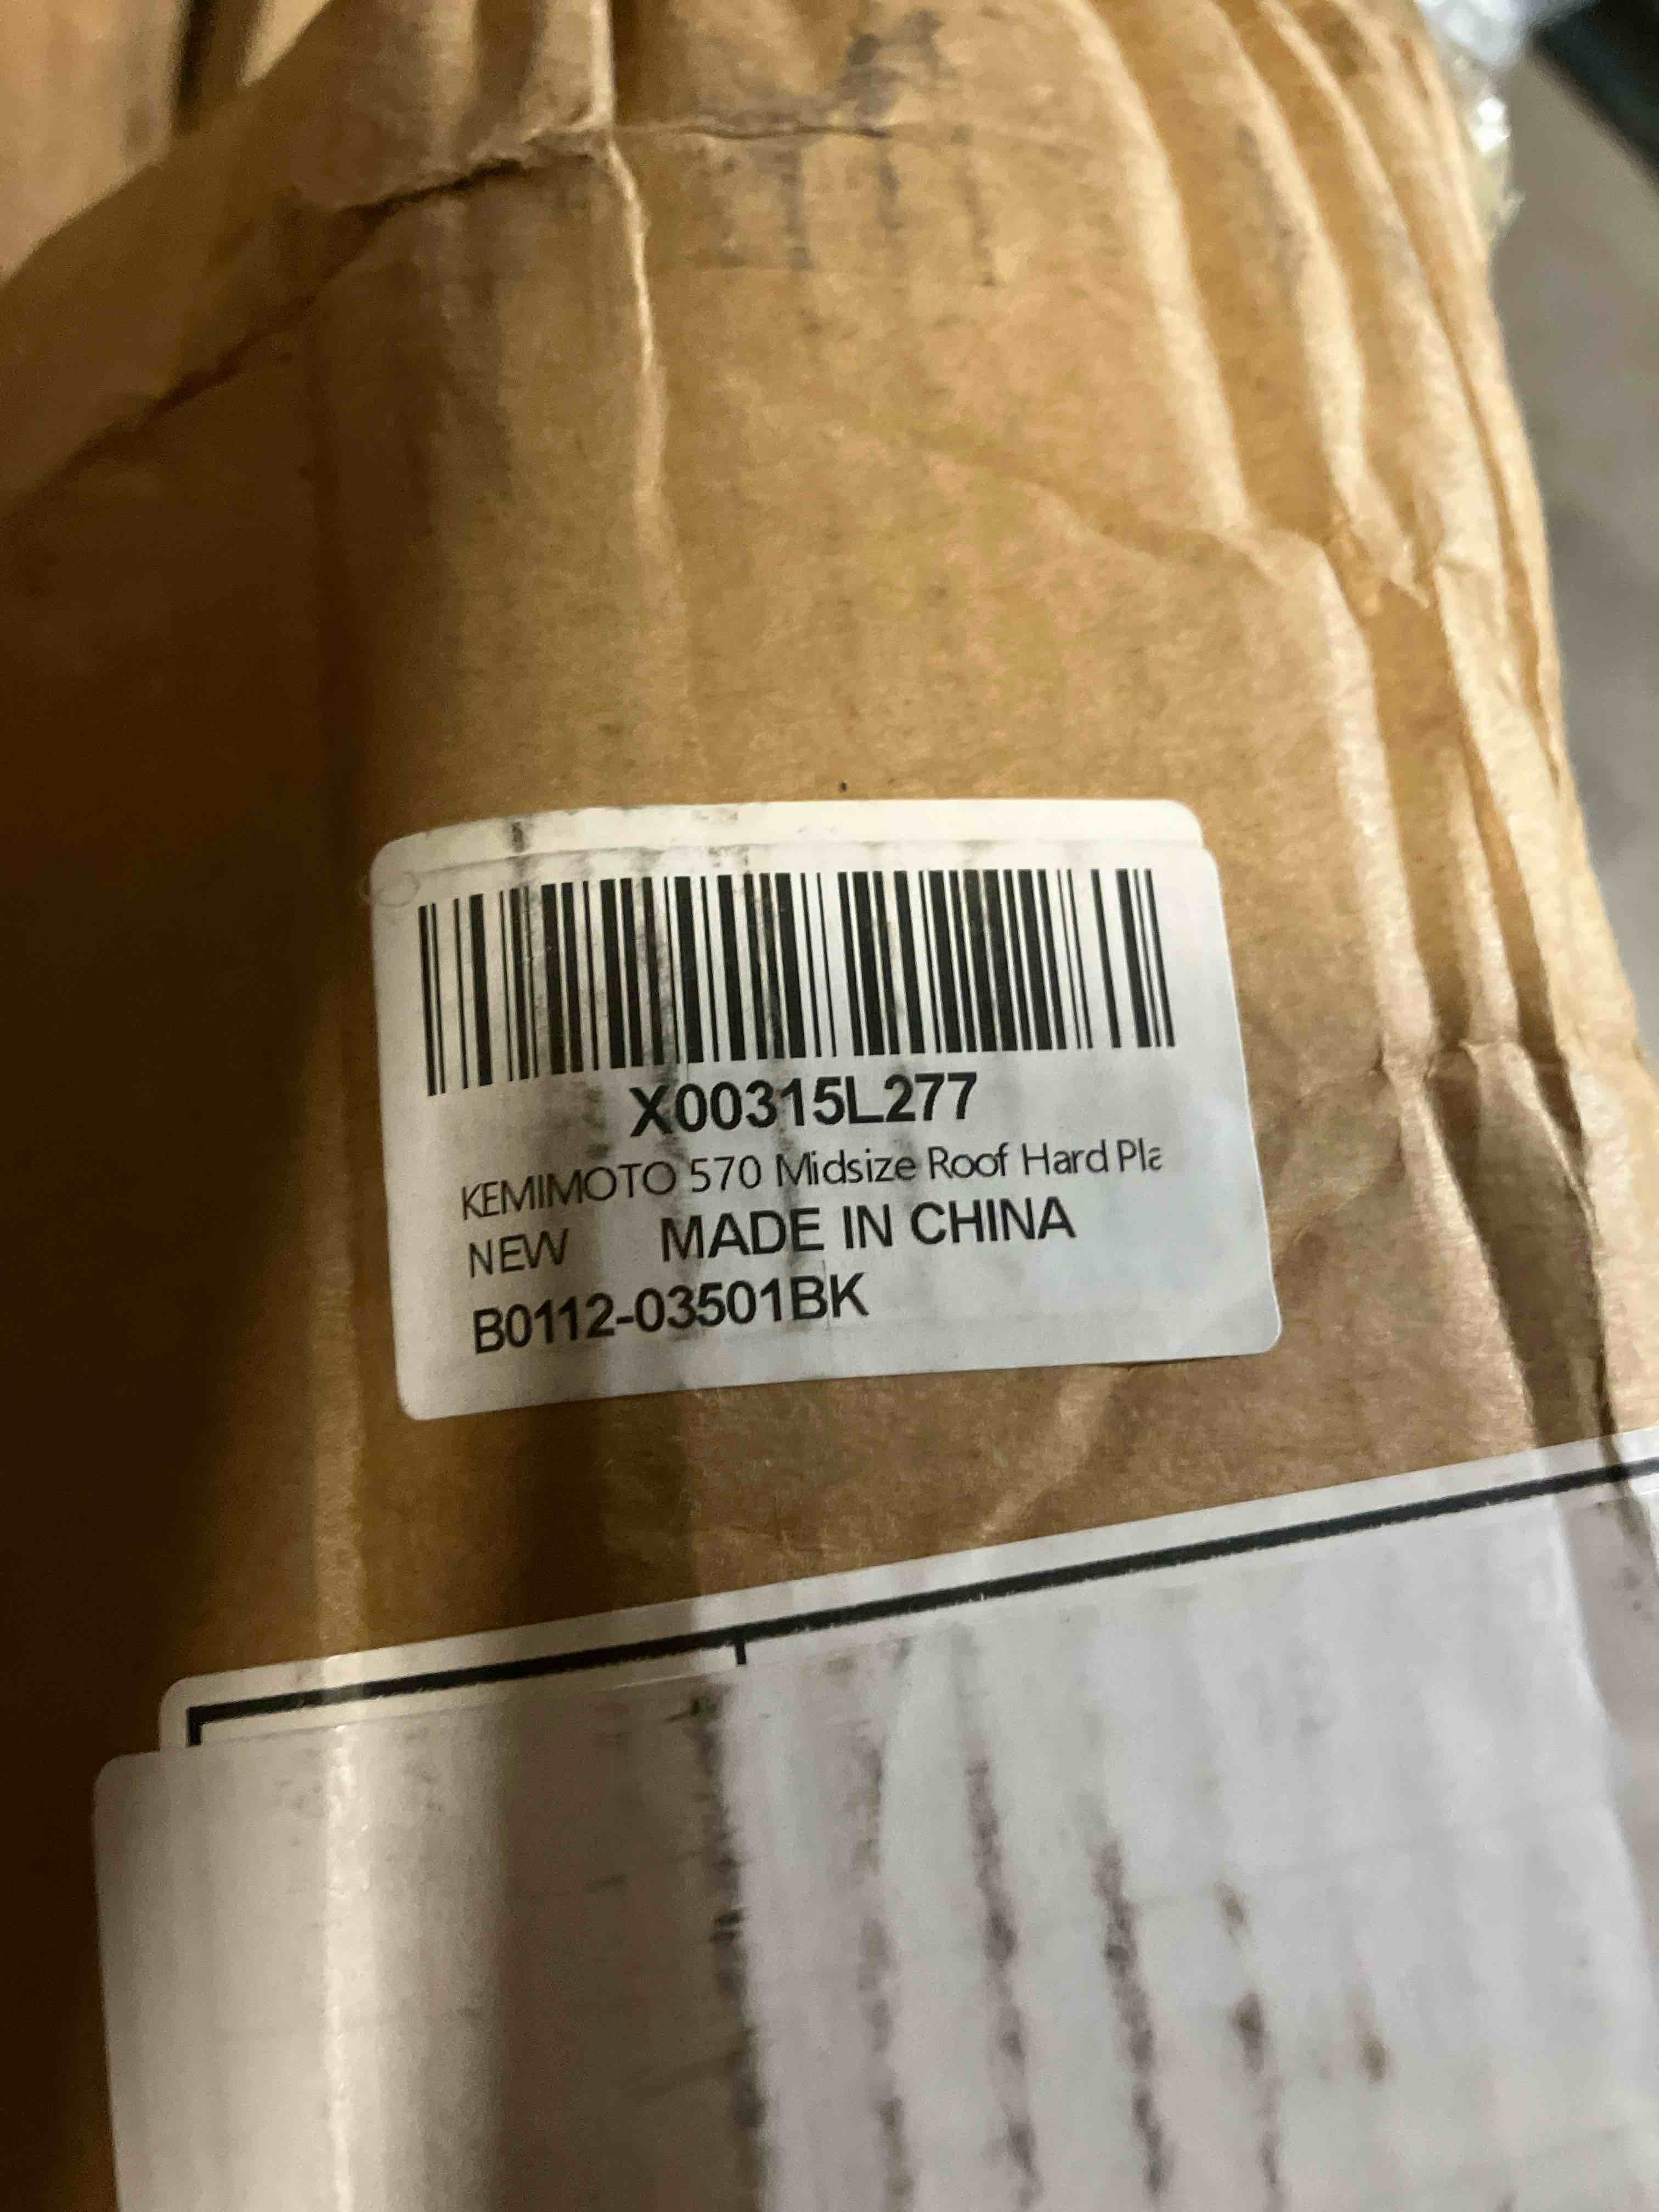 X00315L277
KEMIMOTO 570 Midsize Roof Hard Pla
NEW MADE IN CHINA
B0112-03501BK